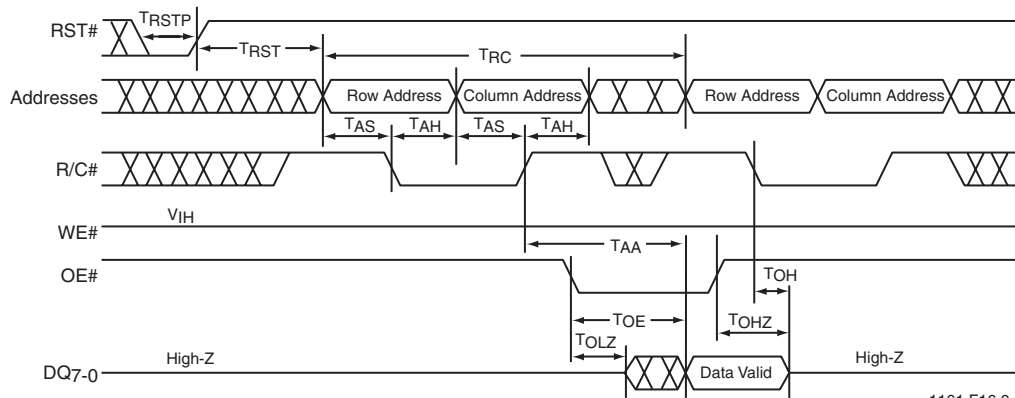 RST#
TRSTP
TRST
TRC
Addresses
Row Address
Column Address
Row Address
Column Address
TAS
TAH
TAS
TAH
R/C#
VIH
WE#
TAA
OE#
TOH
TOE
TOHZ
TOLZ
High-Z
High-Z
DQ7-0
Data Valid